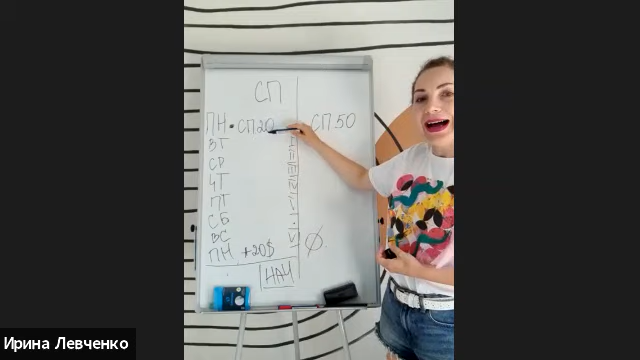 СП
ПН • СП20 СП50
ВТ
СР
ЧТ
ПТ
СБ
ВС
ПН +20$ Ø
НАЧ
Ирина Левченко